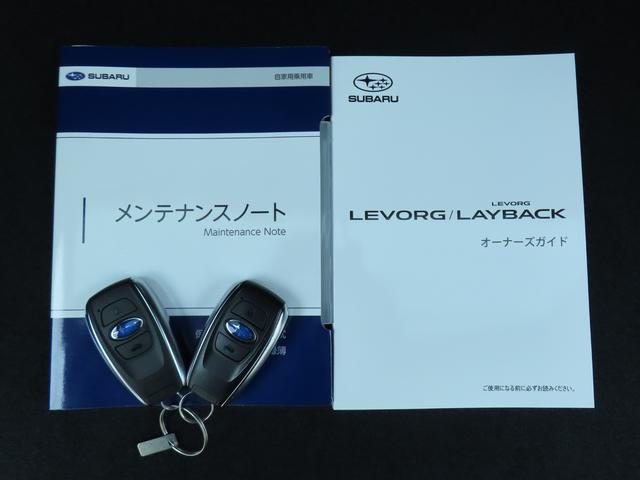 SUBARU
自家用乗用車
メンテナンスノート
Maintenance Note
SUBARU
LEVORG
LEVORG/LAYBACK
オーナーズガイド
ご使用になる前に必ずお読みください。